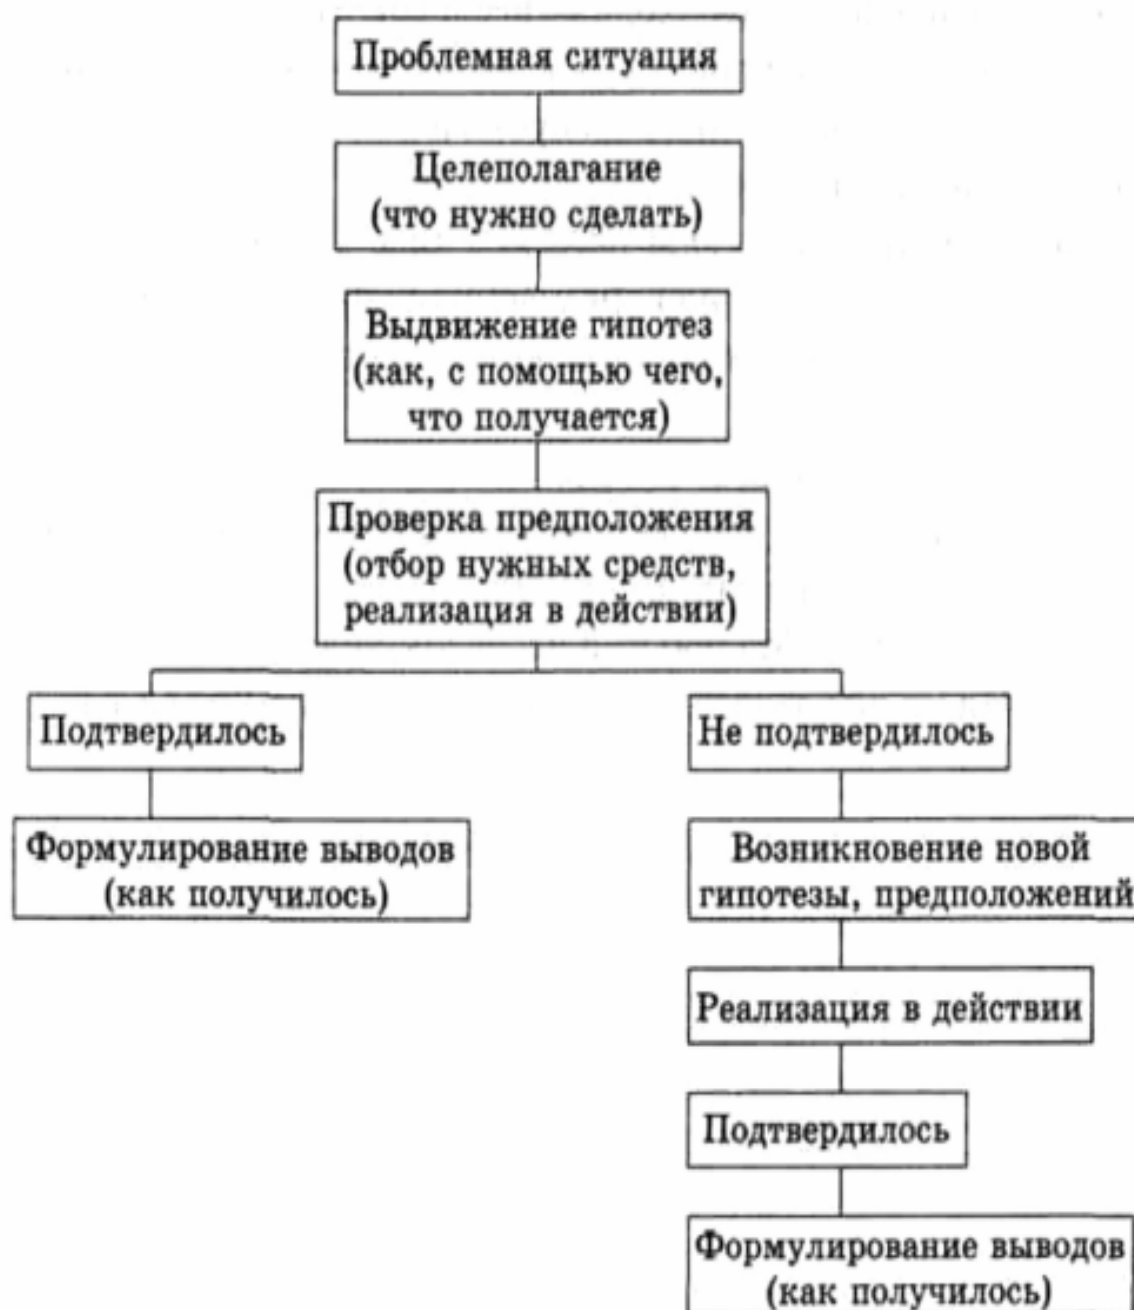 Проблемная ситуация
Целеполагание
(что нужно сделать)
Выдвижение гипотез
(как, с помощью чего,
что получается)
Проверка предположения
(отбор нужных средств,
реализация в действии)
Подтвердилось
Не подтвердилось
Формулирование выводов
(как получилось)
Возникновение новой
гипотезы, предположений
Реализация в действии
Подтвердилось
Формулирование выводов
(как получилось)